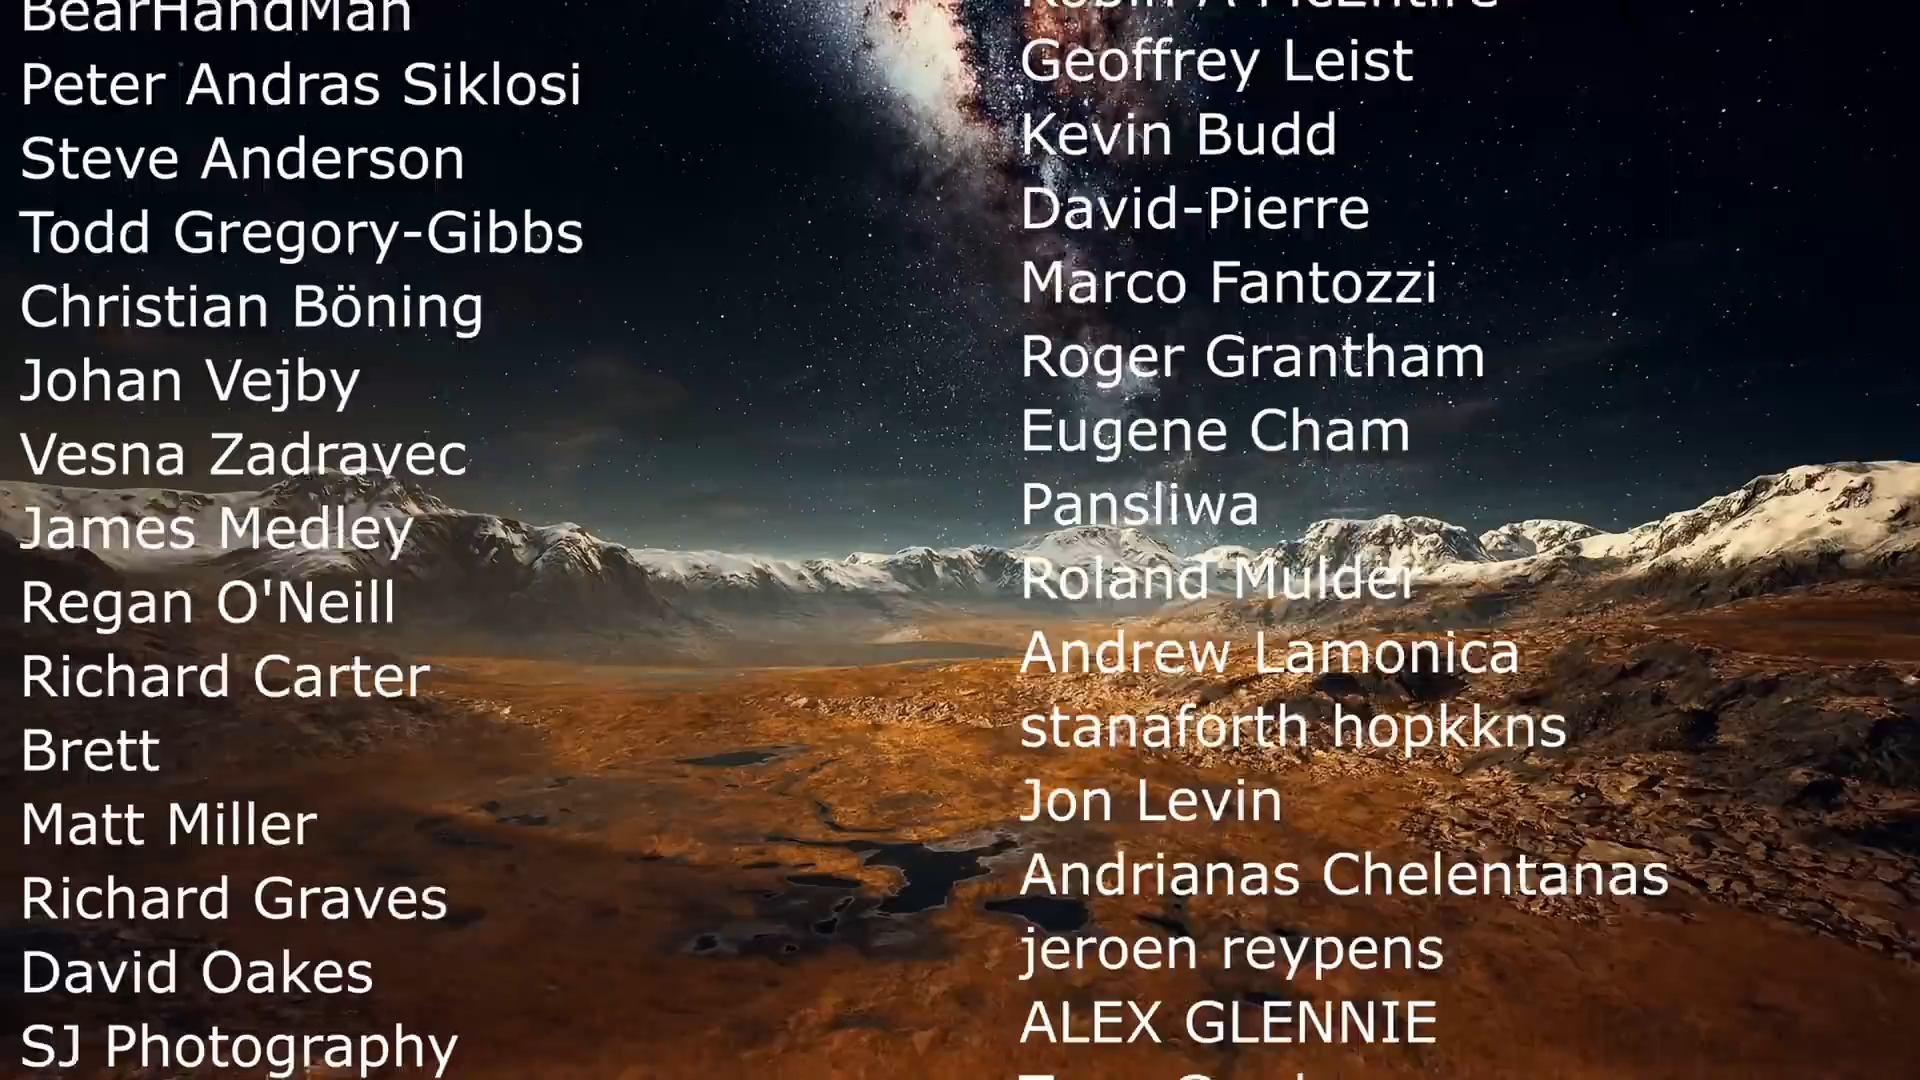 BearHandMan
Peter Andras Siklosi
Steve Anderson
Todd Gregory-Gibbs
Christian Böning
Johan Vejby
Vesna Zadravec
James Medley
Regan O'Neill
Richard Carter
Brett
Matt Miller
Richard Graves
David Oakes
SJ Photography
Robin A McEntire
Geoffrey Leist
Kevin Budd
David-Pierre
Marco Fantozzi
Roger Grantham
Eugene Cham
Pansliwa
Roland Mulder
Andrew Lamonica
stanaforth hopkkns
Jon Levin
Andrianas Chelentanas
jeroen reypens
ALEX GLENNIE